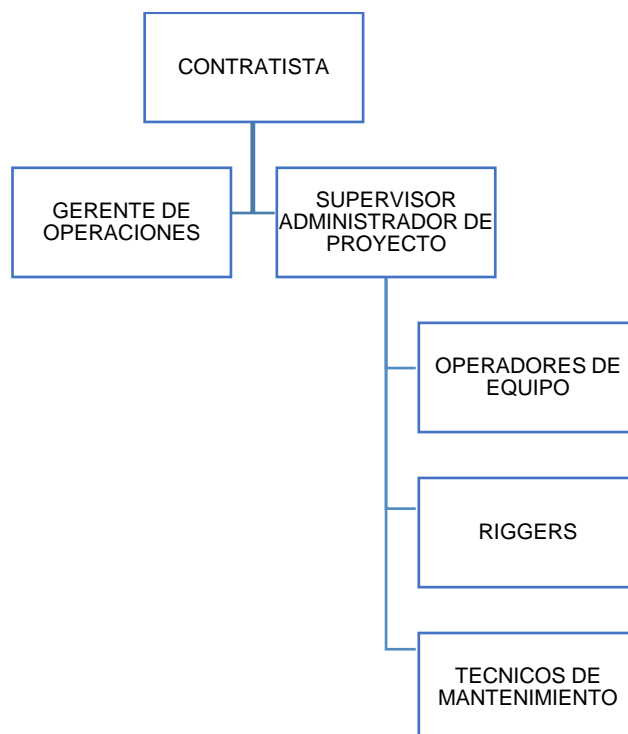 CONTRATISTA
GERENTE DE
OPERACIONES
SUPERVISOR
ADMINISTRADOR DE
PROYECTO
OPERADORES DE
EQUIPO
RIGGERS
TECNICOS DE
MANTENIMIENTO